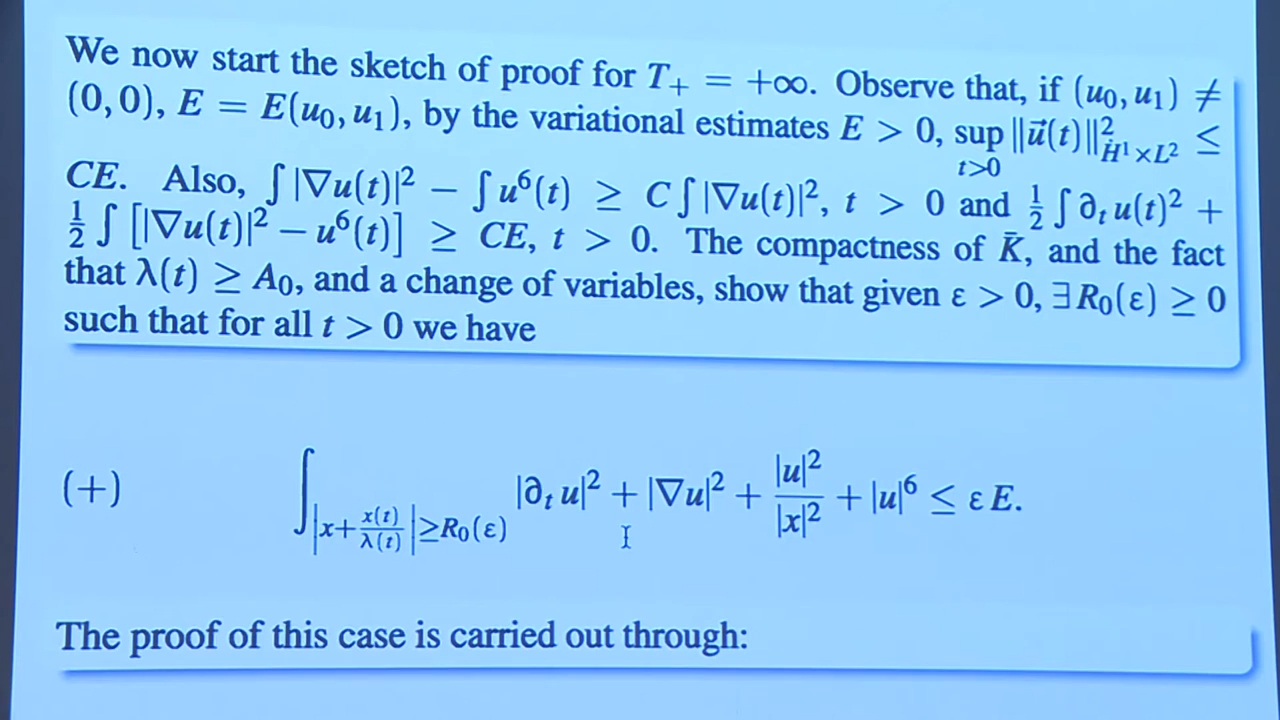 We now start the sketch of proof for T₊ = +∞. Observe that, if (u₀, u₁) ≠
(0, 0), E = E(u₀, u₁), by the variational estimates E > 0, sup_{t>0} ‖u⃗(t)‖²_{Ḣ¹×L²} ≤
CE. Also, ∫|∇u(t)|² − ∫u⁶(t) ≥ C∫|∇u(t)|², t > 0 and ½∫∂ₜu(t)² +
½∫[|∇u(t)|² − u⁶(t)] ≥ CE, t > 0. The compactness of K̄, and the fact
that λ(t) ≥ A₀, and a change of variables, show that given ε > 0, ∃R₀(ε) ≥ 0
such that for all t > 0 we have
(+) ∫_{|x+x(t)/λ(t)|≥R₀(ε)} |∂ₜu|² + |∇u|² + |u|²/|x|² + |u|⁶ ≤ εE.
The proof of this case is carried out through: